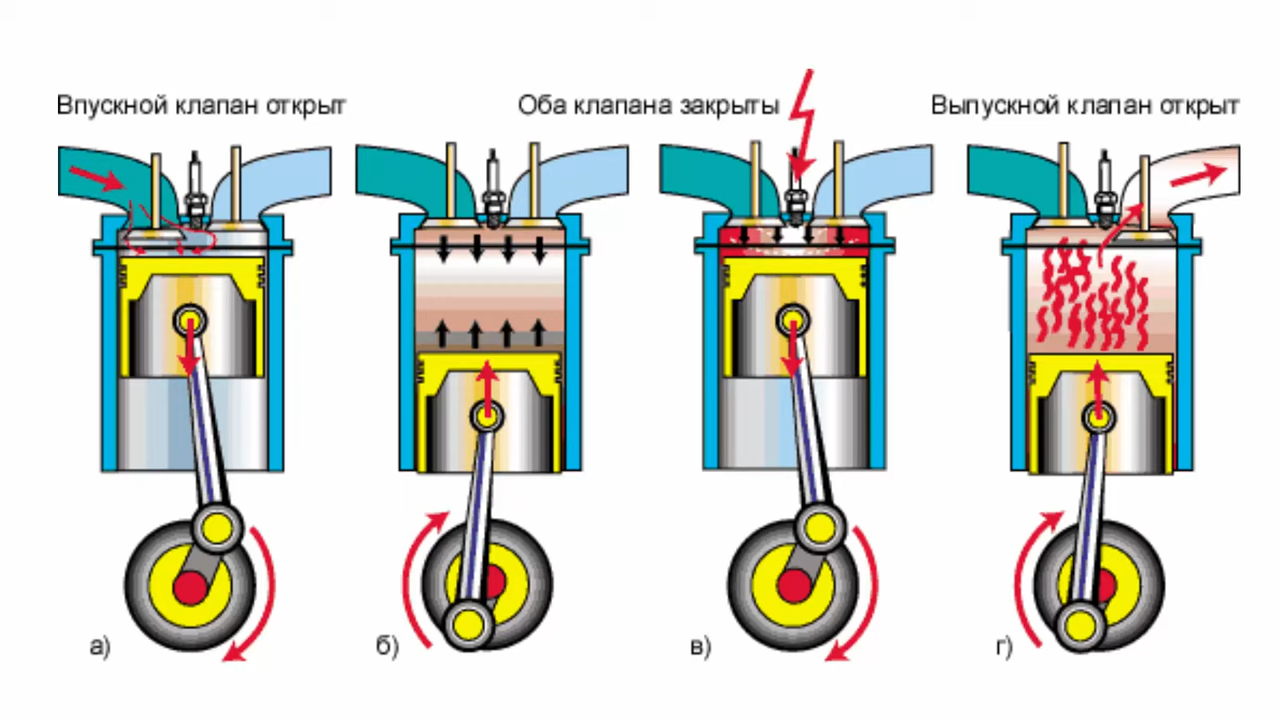 Впускной клапан открыт
Оба клапана закрыты
Выпускной клапан открыт
а)
б)
в)
г)